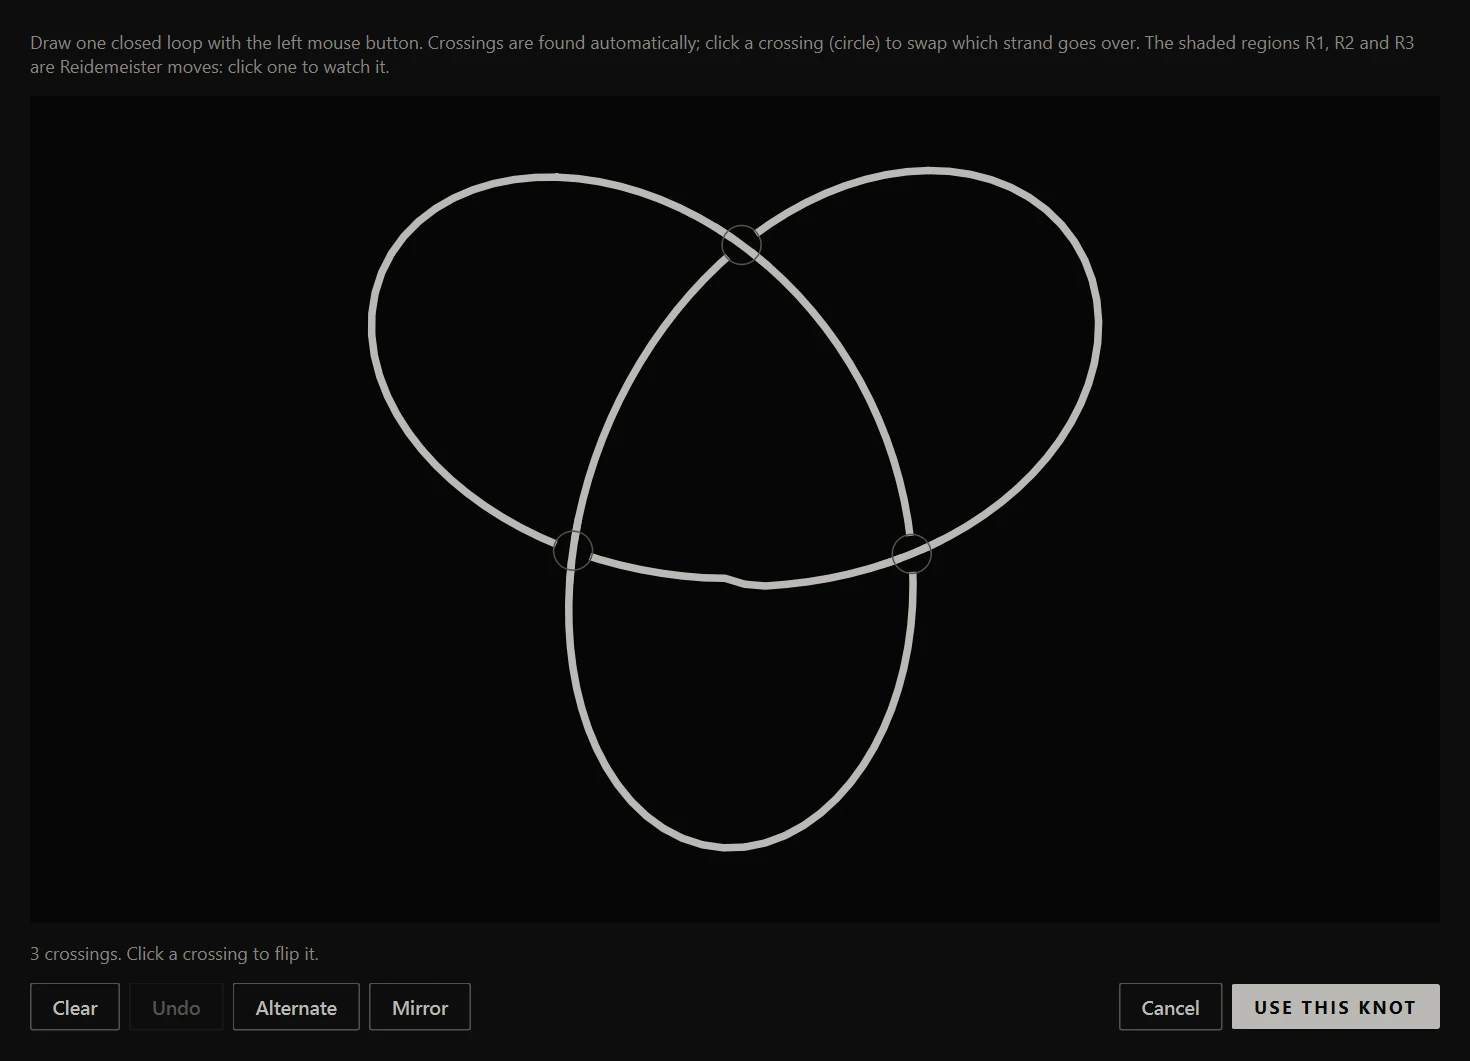 Draw one closed loop with the left mouse button. Crossings are found automatically; click a crossing (circle) to swap which strand goes over. The shaded regions R1, R2 and R3
are Reidemeister moves: click one to watch it.
3 crossings. Click a crossing to flip it.
Clear
Undo
Alternate
Mirror
Cancel
USE THIS KNOT